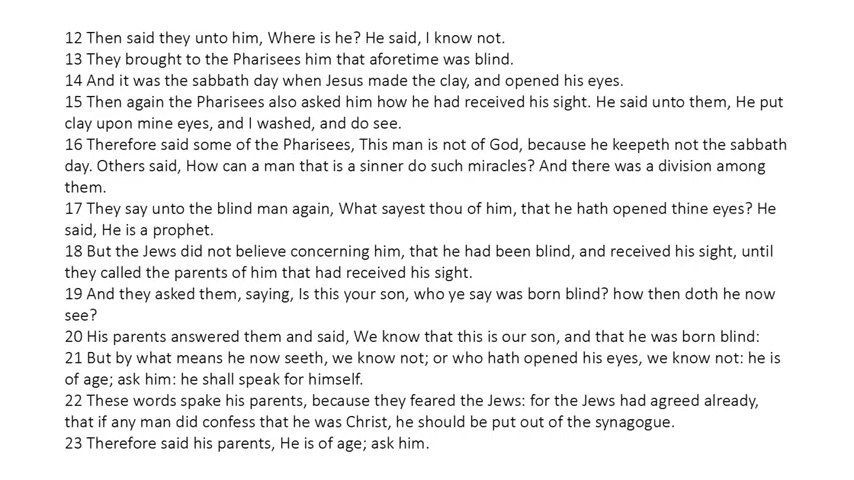 12 Then said they unto him, Where is he? He said, I know not.
13 They brought to the Pharisees him that aforetime was blind.
14 And it was the sabbath day when Jesus made the clay, and opened his eyes.
15 Then again the Pharisees also asked him how he had received his sight. He said unto them, He put
clay upon mine eyes, and I washed, and do see.
16 Therefore said some of the Pharisees, This man is not of God, because he keepeth not the sabbath
day. Others said, How can a man that is a sinner do such miracles? And there was a division among
them.
17 They say unto the blind man again, What sayest thou of him, that he hath opened thine eyes? He
said, He is a prophet.
18 But the Jews did not believe concerning him, that he had been blind, and received his sight, until
they called the parents of him that had received his sight.
19 And they asked them, saying, Is this your son, who ye say was born blind? how then doth he now
see?
20 His parents answered them and said, We know that this is our son, and that he was born blind:
21 But by what means he now seeth, we know not; or who hath opened his eyes, we know not: he is
of age; ask him: he shall speak for himself.
22 These words spake his parents, because they feared the Jews: for the Jews had agreed already,
that if any man did confess that he was Christ, he should be put out of the synagogue.
23 Therefore said his parents, He is of age; ask him.